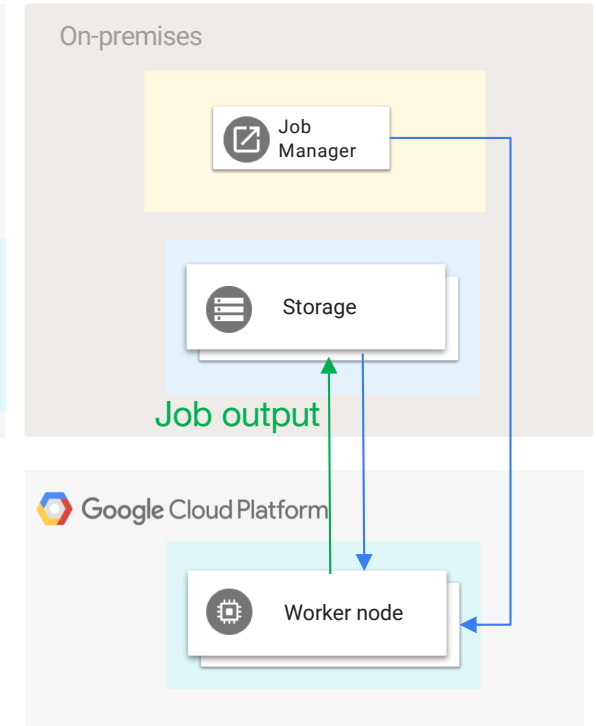 On-premises
Job
Manager
Storage
Job output
Google Cloud Platform
Worker node